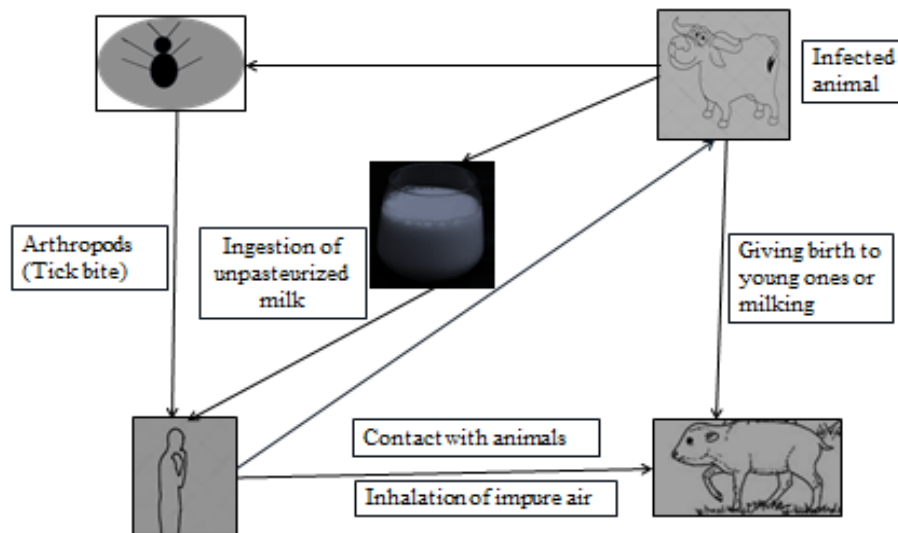 Infected
animal
Arthropods
(Tick bite)
Ingestion of
unpasteurized
milk
Giving birth to
young ones or
milking
Contact with animals
Inhalation of impure air